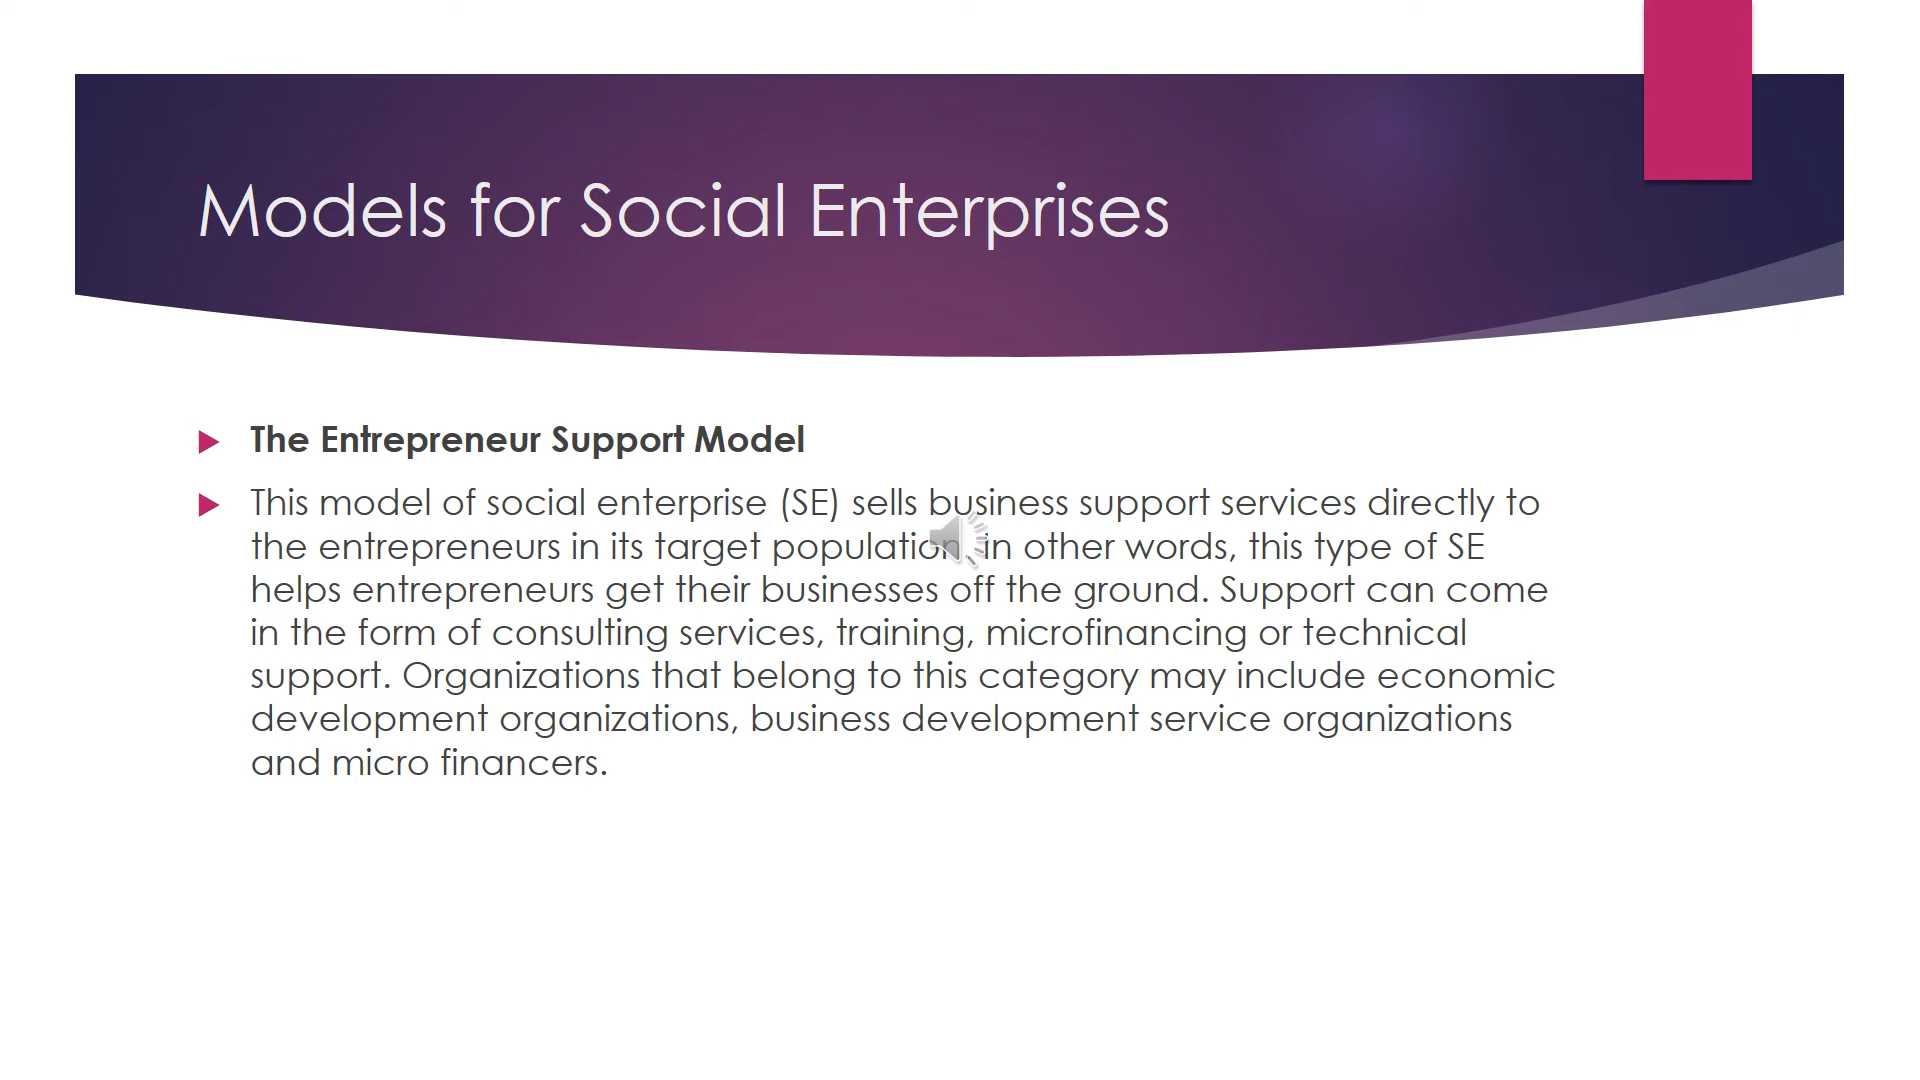 Models for Social Enterprises
The Entrepreneur Support Model
This model of social enterprise (SE) sells business support services directly to
the entrepreneurs in its target population. in other words, this type of SE
helps entrepreneurs get their businesses off the ground. Support can come
in the form of consulting services, training, microfinancing or technical
support. Organizations that belong to this category may include economic
development organizations, business development service organizations
and micro financers.